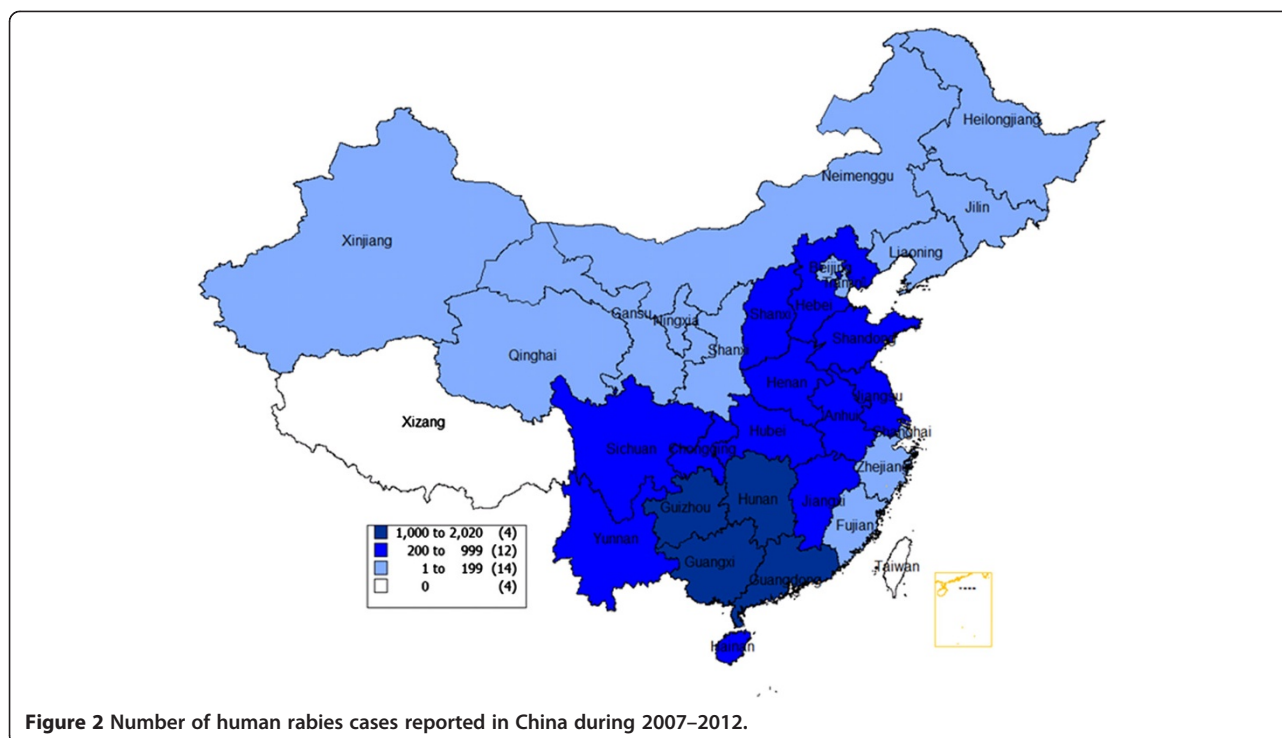 Heilongjiang
Neimenggu
Jilin
Xinjiang
Liaoning
Beijing
Gansu
Ningxia
Hebei
Shanxi
Shandong
Shanxi
Qinghai
Henan
Jiangsu
Anhui
Xizang
Hubei
Shanghai
Sichuan
Chongqing
Zhejiang
Guizhou
Hunan
Jiangxi
Fujian
Yunnan
Guangxi
Taiwan
Guangdong
Hainan
1,000 to 2,020 (4)
200 to 999 (12)
1 to 199 (14)
0 (4)
Figure 2 Number of human rabies cases reported in China during 2007–2012.